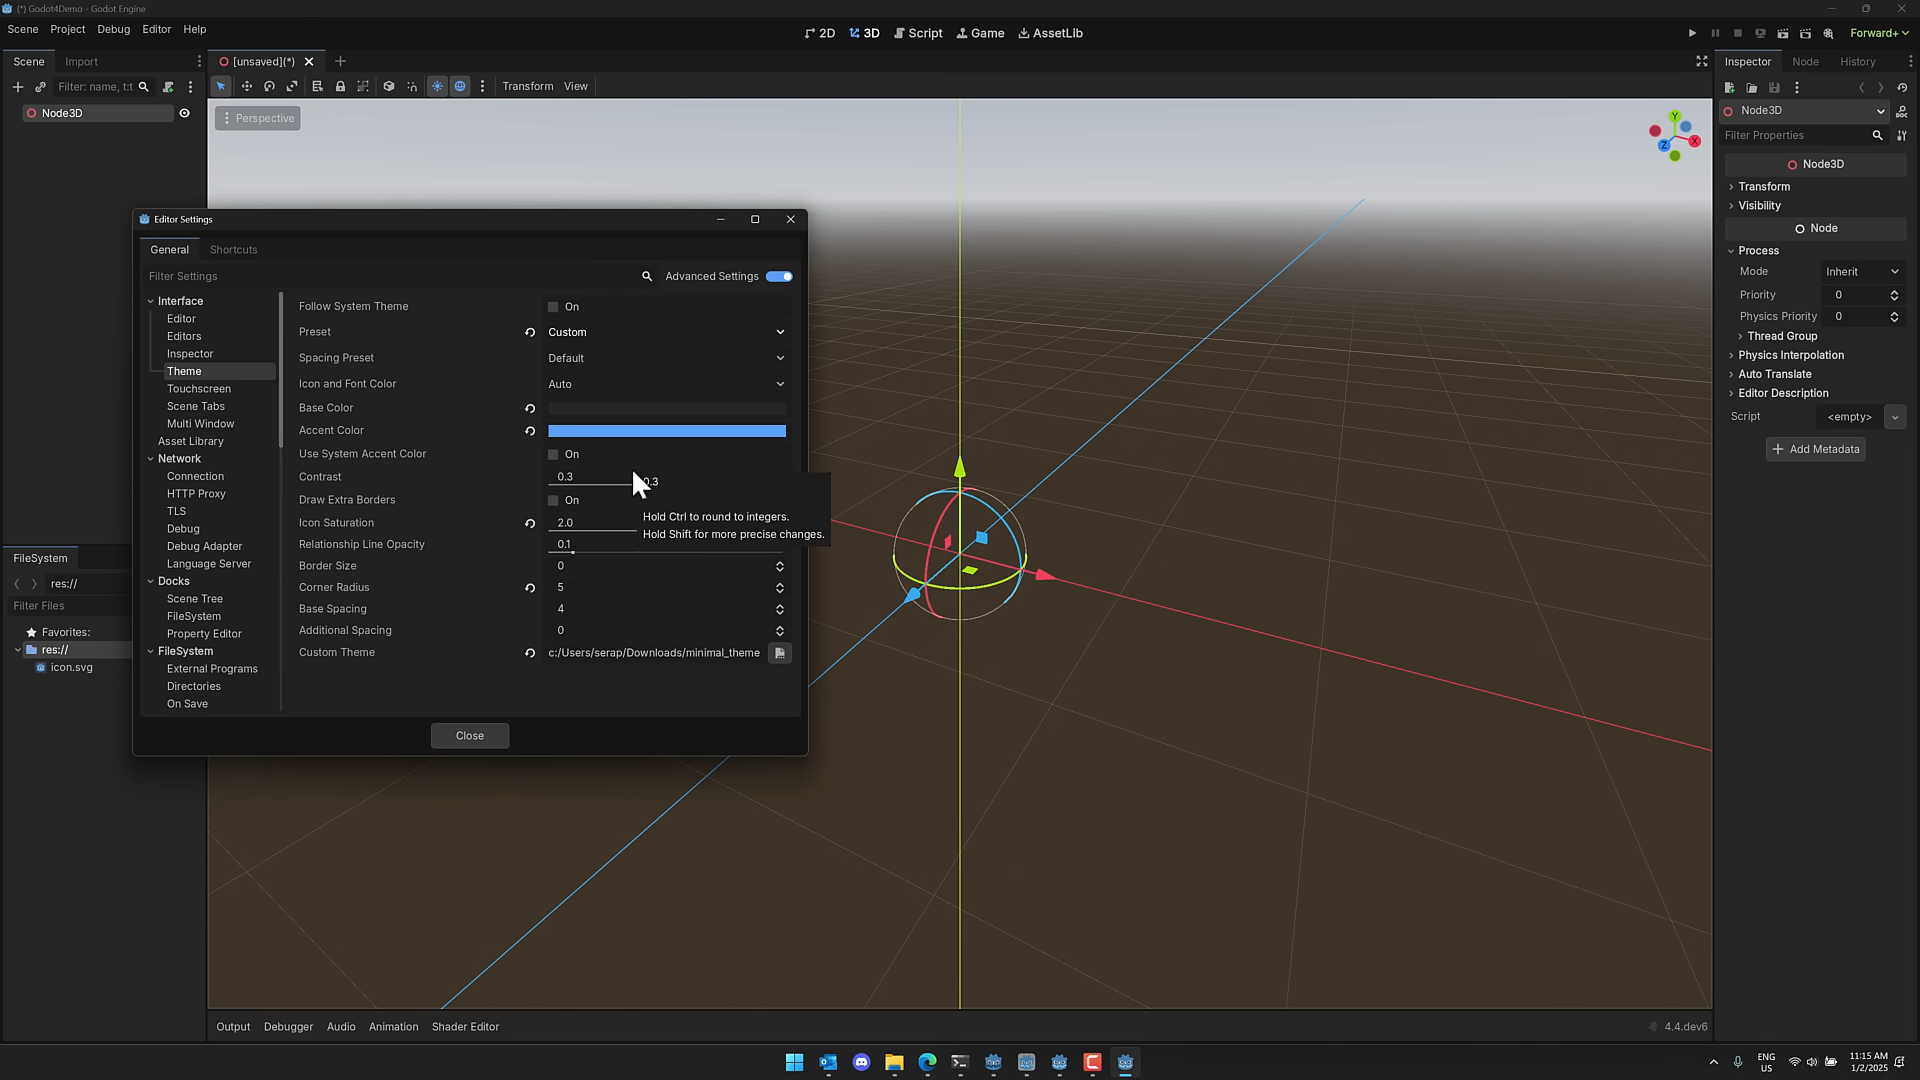 (*) Godot4Demo - Godot Engine
Scene Project Debug Editor Help
2D 3D Script Game AssetLib
Forward+
Scene Import
[unsaved](*)
Inspector Node History
Filter: name, t:t
Transform View
Node3D
Perspective
Y
X
Z
Node3D
DOC
Filter Properties
Node3D
Transform
Visibility
Node
Process
Mode Inherit
Priority 0
Physics Priority 0
Thread Group
Physics Interpolation
Auto Translate
Editor Description
Script <empty>
Add Metadata
Editor Settings
General Shortcuts
Filter Settings
Advanced Settings
Interface
Editor
Editors
Inspector
Theme
Touchscreen
Scene Tabs
Multi Window
Asset Library
Network
Connection
HTTP Proxy
TLS
Debug
Debug Adapter
Language Server
Docks
Scene Tree
FileSystem
Property Editor
FileSystem
External Programs
Directories
On Save
Follow System Theme On
Preset Custom
Spacing Preset Default
Icon and Font Color Auto
Base Color
Accent Color
Use System Accent Color On
Contrast 0.3
0.3
Hold Ctrl to round to integers.
Hold Shift for more precise changes.
Draw Extra Borders On
Icon Saturation 2.0
Relationship Line Opacity 0.1
Border Size 0
Corner Radius 5
Base Spacing 4
Additional Spacing 0
Custom Theme c:/Users/serap/Downloads/minimal_theme
Close
FileSystem
res://
Filter Files
Favorites:
res://
icon.svg
Output Debugger Audio Animation Shader Editor
4.4.dev6
ENG
US
11:15 AM
1/2/2025